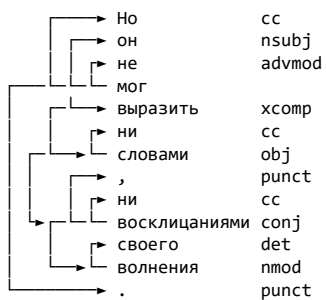 Но cc
он nsubj
не advmod
мог
выразить xcomp
ни cc
словами obj
, punct
ни cc
восклицаниями conj
своего det
волнения nmod
. punct